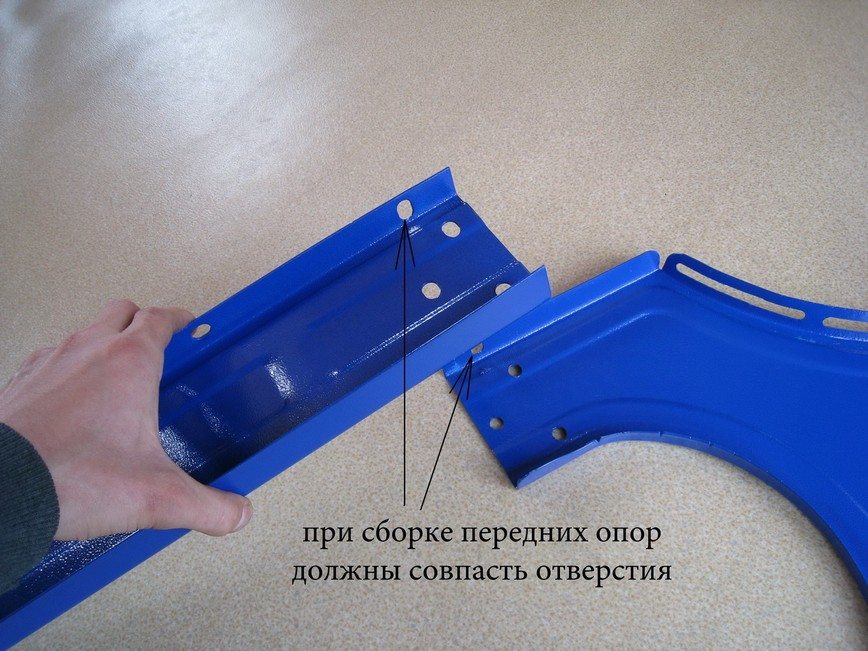 при сборке передних опор
должны совпасть отверстия